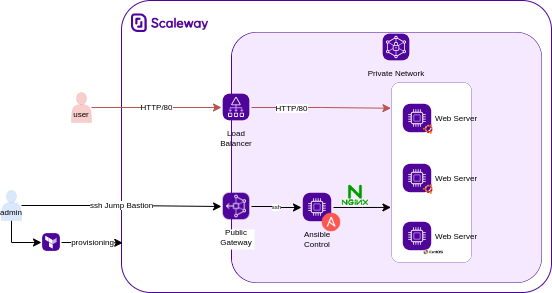 Scaleway
Private Network
HTTP/80
HTTP/80
user
Load
Balancer
Web Server
Web Server
NGINX
ssh Jump Bastion
ssh
admin
Public
Gateway
Ansible
Control
Web Server
provisioning
CentOS